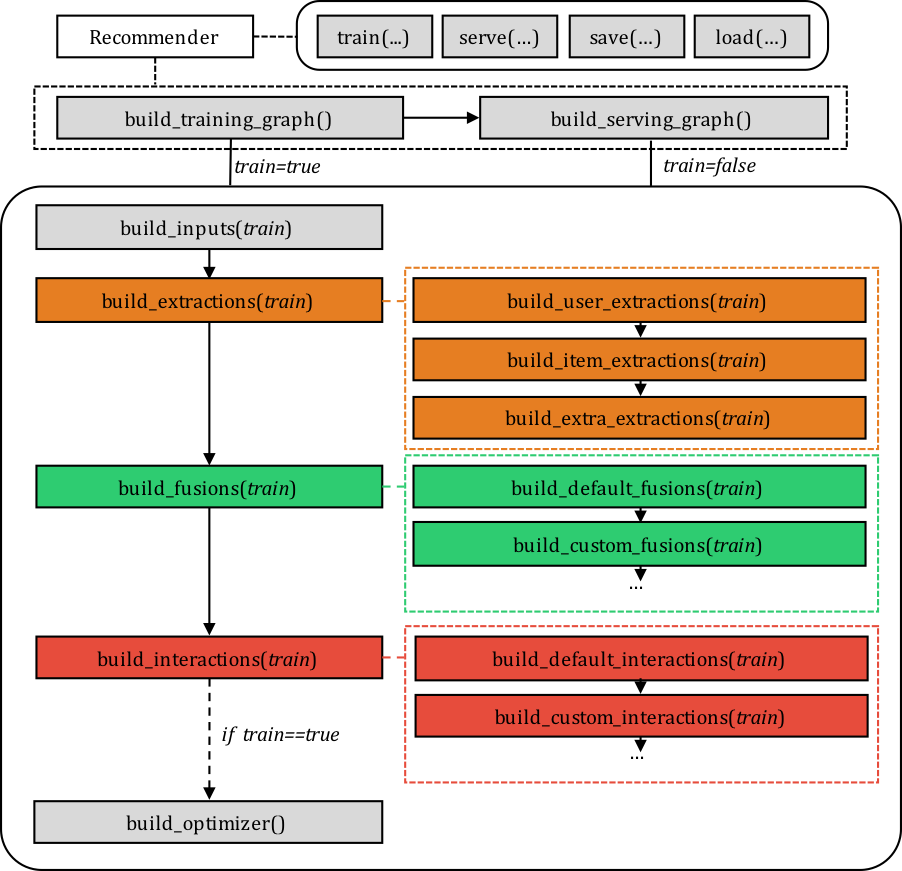 Recommender
train(...)
serve(...)
save(...)
load(...)
build_training_graph()
build_serving_graph()
train=true
train=false
build_inputs(train)
build_extractions(train)
build_user_extractions(train)
build_item_extractions(train)
build_extra_extractions(train)
build_fusions(train)
build_default_fusions(train)
build_custom_fusions(train)
...
build_interactions(train)
build_default_interactions(train)
build_custom_interactions(train)
...
if train==true
build_optimizer()